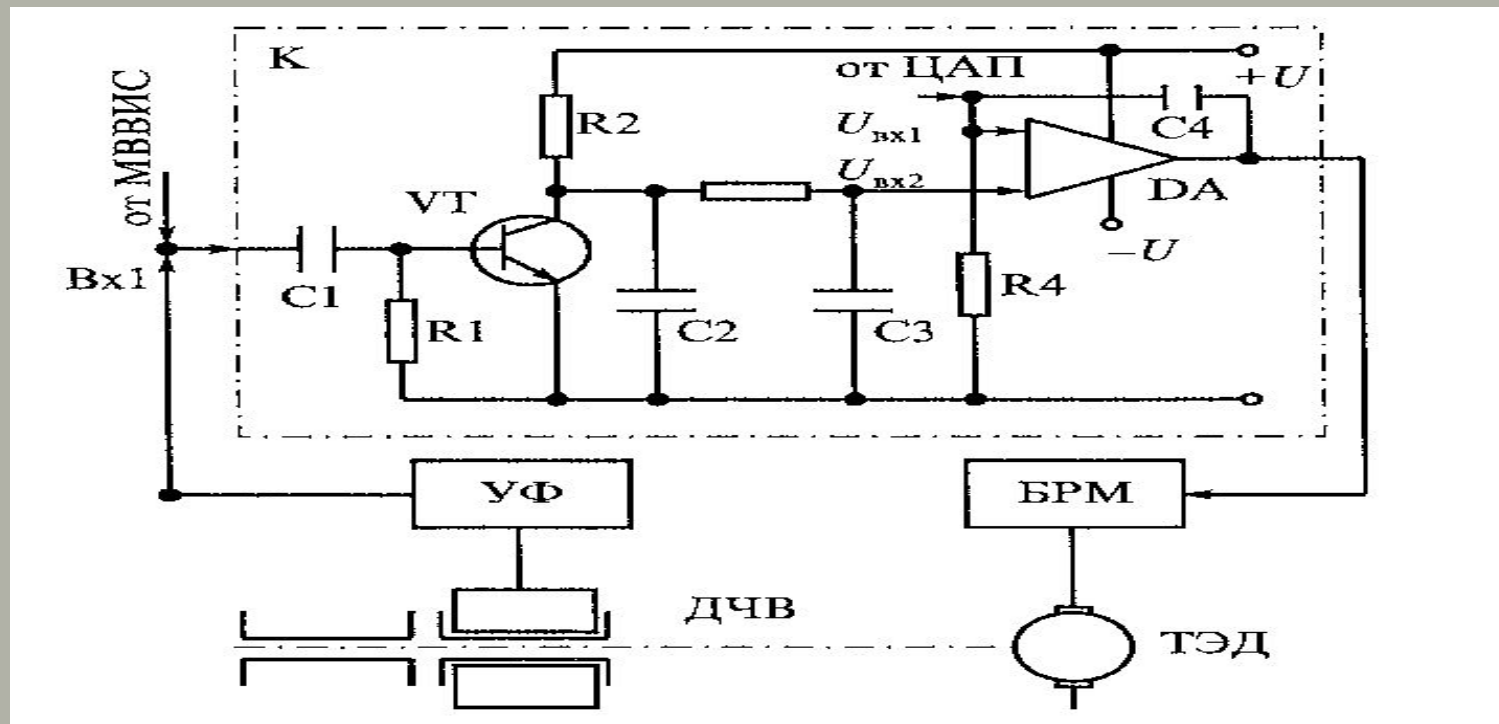 К
от ЦАП
+U
от МВВИС
R2
Uвх1
C4
Uвх2
VT
DA
−U
Вх1
C1
R1
C2
C3
R4
УФ
БРМ
ДЧВ
ТЭД